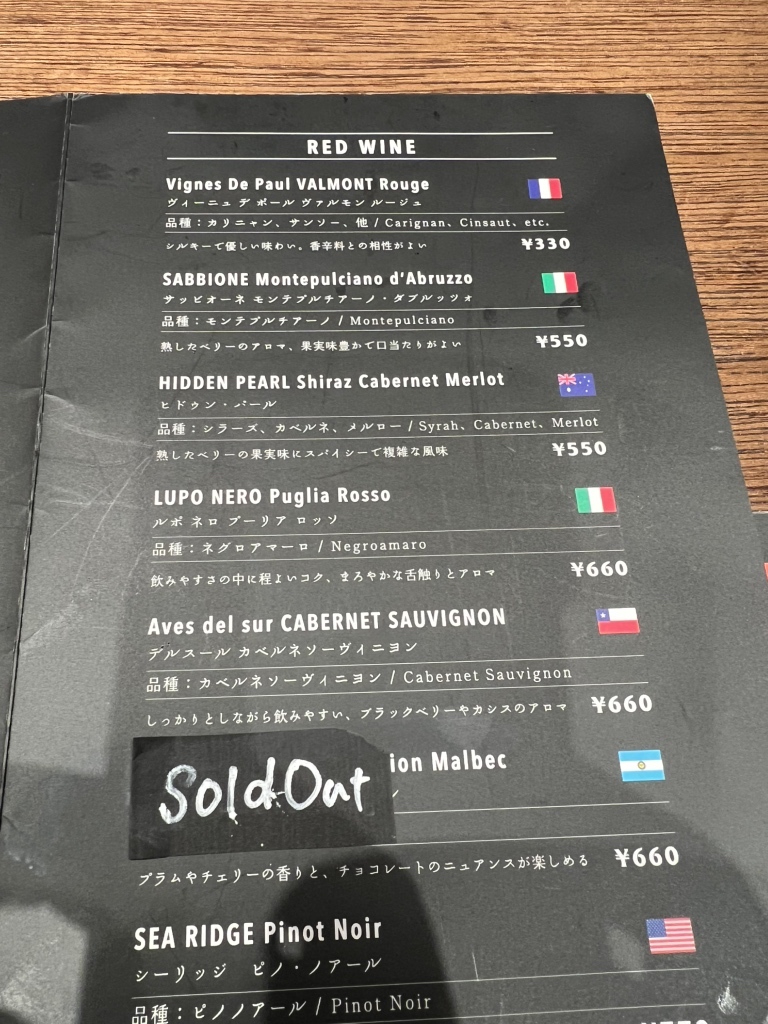 RED WINE
Vignes De Paul VALMONT Rouge
ヴィーニュ デ ポール ヴァルモン ルージュ
品種：カリニャン、サンソー、他 / Carignan、Cinsaut、etc.
シルキーで優しい味わい。香辛料との相性がよい ¥330
SABBIONE Montepulciano d'Abruzzo
サッビオーネ モンテプルチアーノ・ダブルッツォ
品種：モンテプルチアーノ / Montepulciano
熟したベリーのアロマ、果実味豊かで口当たりがよい ¥550
HIDDEN PEARL Shiraz Cabernet Merlot
ヒドゥン・パール
品種：シラーズ、カベルネ、メルロー / Syrah、Cabernet、Merlot
熟したベリーの果実味にスパイシーで複雑な風味 ¥550
LUPO NERO Puglia Rosso
ルポ ネロ プーリア ロッソ
品種：ネグロアマーロ / Negroamaro
飲みやすさの中に程よいコク、まろやかな舌触りとアロマ ¥660
Aves del sur CABERNET SAUVIGNON
デルスール カベルネソーヴィニヨン
品種：カベルネソーヴィニヨン / Cabernet Sauvignon
しっかりとしながら飲みやすい、ブラックベリーやカシスのアロマ ¥660
Sold Out
ion Malbec
プラムやチェリーの香りと、チョコレートのニュアンスが楽しめる ¥660
SEA RIDGE Pinot Noir
シーリッジ ピノ・ノアール
品種：ピノノアール / Pinot Noir